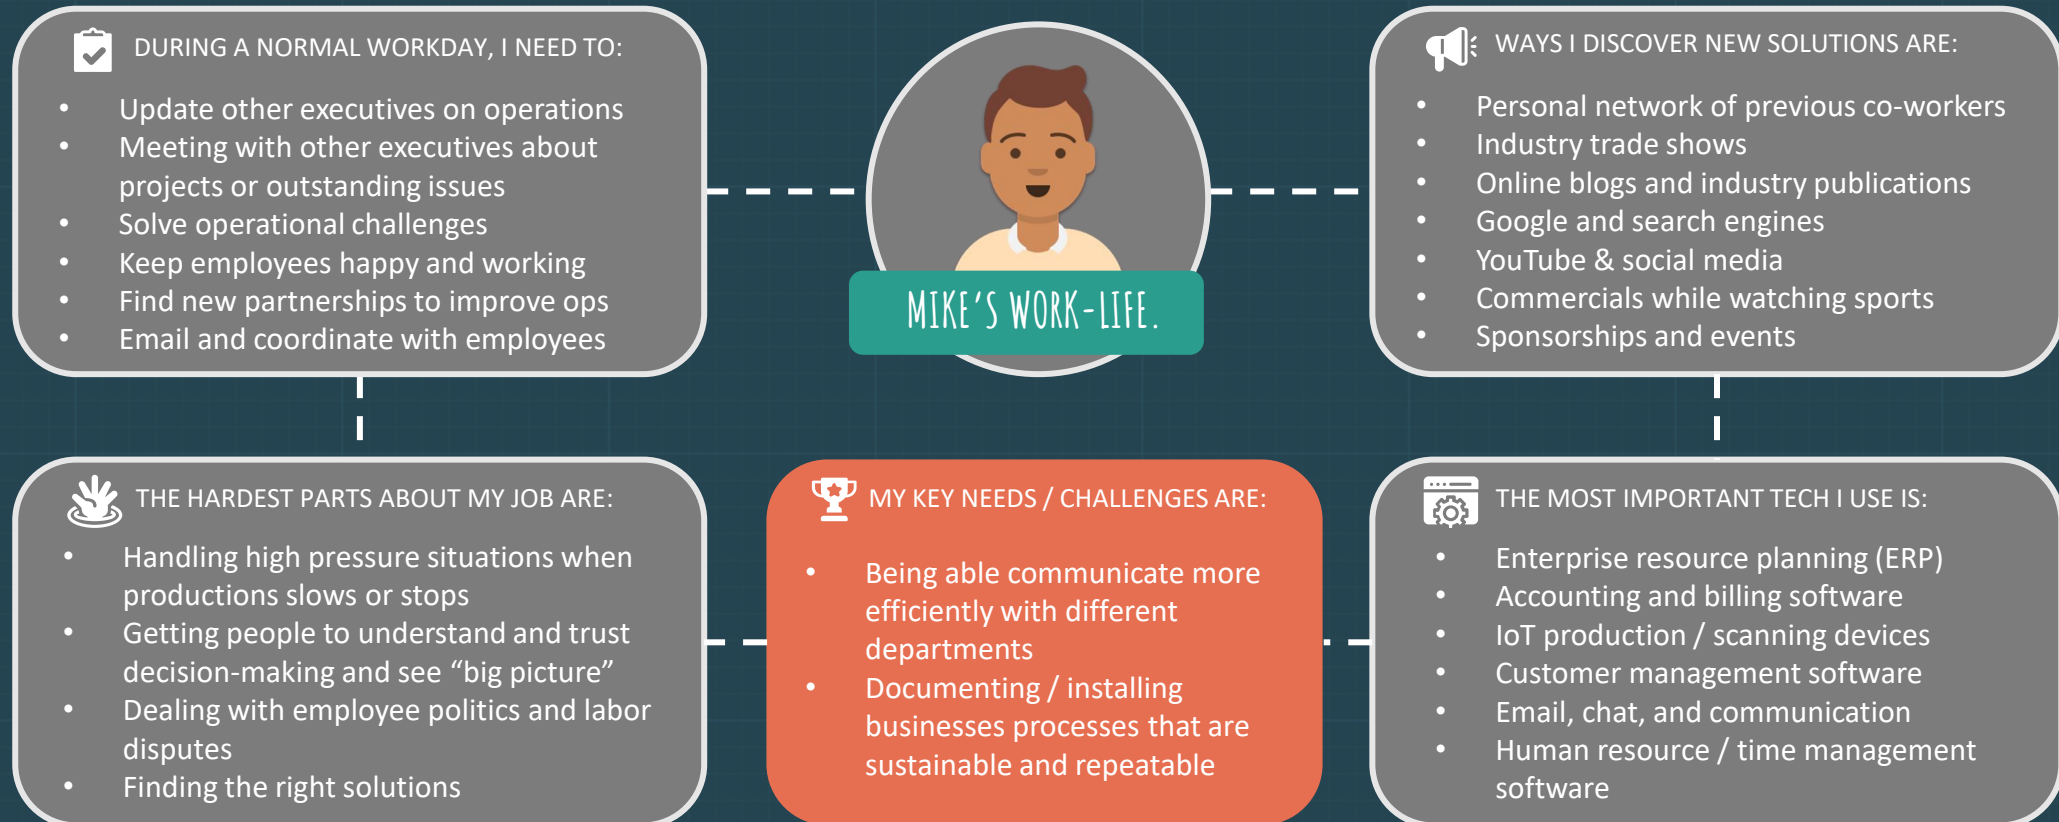 DURING A NORMAL WORKDAY, I NEED TO:
• Update other executives on operations
• Meeting with other executives about
projects or outstanding issues
• Solve operational challenges
• Keep employees happy and working
• Find new partnerships to improve ops
• Email and coordinate with employees
MIKE'S WORK-LIFE.
WAYS I DISCOVER NEW SOLUTIONS ARE:
• Personal network of previous co-workers
• Industry trade shows
• Online blogs and industry publications
• Google and search engines
• YouTube & social media
• Commercials while watching sports
• Sponsorships and events
THE HARDEST PARTS ABOUT MY JOB ARE:
• Handling high pressure situations when
productions slows or stops
• Getting people to understand and trust
decision-making and see “big picture”
• Dealing with employee politics and labor
disputes
• Finding the right solutions
MY KEY NEEDS / CHALLENGES ARE:
• Being able communicate more
efficiently with different
departments
• Documenting / installing
businesses processes that are
sustainable and repeatable
THE MOST IMPORTANT TECH I USE IS:
• Enterprise resource planning (ERP)
• Accounting and billing software
• IoT production / scanning devices
• Customer management software
• Email, chat, and communication
• Human resource / time management
software